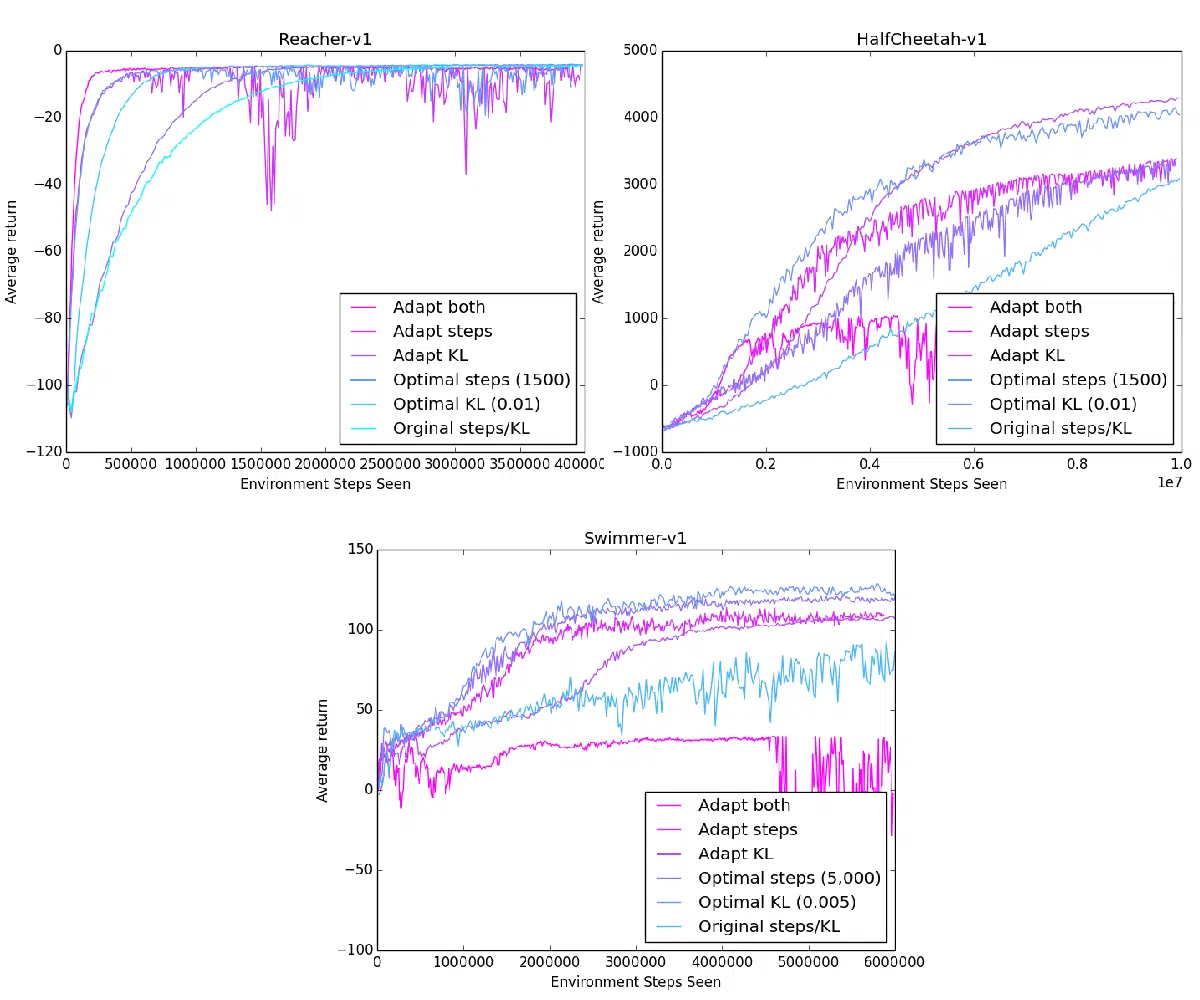 Reacher-v1
0
−20
−40
−60
−80
−100
−120
Average return
Adapt both
Adapt steps
Adapt KL
Optimal steps (1500)
Optimal KL (0.01)
Orginal steps/KL
0 500000 1000000 1500000 2000000 2500000 3000000 3500000 400000
Environment Steps Seen
HalfCheetah-v1
5000
4000
3000
2000
1000
0
−1000
Average return
Adapt both
Adapt steps
Adapt KL
Optimal steps (1500)
Optimal KL (0.01)
Original steps/KL
0.0 0.2 0.4 0.6 0.8 1.0
1e7
Environment Steps Seen
Swimmer-v1
150
100
50
0
−50
−100
Average return
Adapt both
Adapt steps
Adapt KL
Optimal steps (5,000)
Optimal KL (0.005)
Original steps/KL
0 1000000 2000000 3000000 4000000 5000000 6000000
Environment Steps Seen